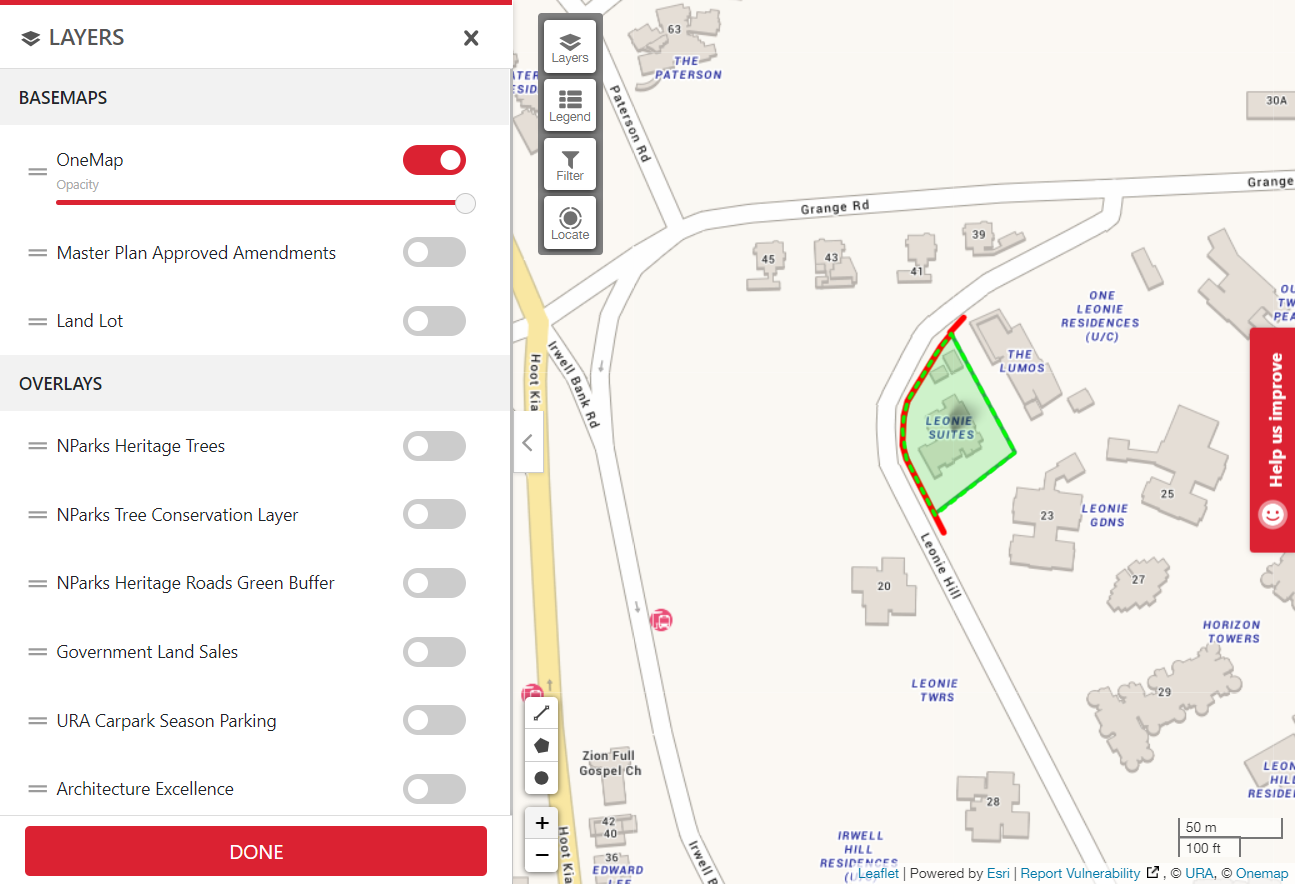 LAYERS
BASEMAPS
OneMap
Opacity
Master Plan Approved Amendments
Land Lot
OVERLAYS
NParks Heritage Trees
NParks Tree Conservation Layer
NParks Heritage Roads Green Buffer
Government Land Sales
URA Carpark Season Parking
Architecture Excellence
DONE
Layers
Legend
Filter
Locate
63
THE
PATERSON
30A
Paterson Rd
Grange Rd
Grange
45
43
41
39
ONE
LEONIE
RESIDENCES
(U/C)
THE
LUMOS
Help us improve
Hoot Kia
Irwell Bank Rd
LEONIE
SUITES
25
23
LEONIE
GDNS
Leonie Hill
20
27
HORIZON
TOWERS
LEONIE
TWRS
29
Zion Full
Gospel Ch
28
42
40
36
EDWARD
Hoot Kia
IRWELL
HILL
RESIDENCES
50 m
100 ft
+
−
Leaflet | Powered by Esri | Report Vulnerability , © URA, © Onemap